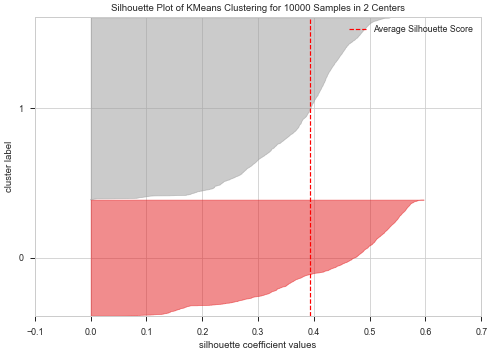 Silhouette Plot of KMeans Clustering for 10000 Samples in 2 Centers
Average Silhouette Score
1
0
cluster label
−0.1 0.0 0.1 0.2 0.3 0.4 0.5 0.6 0.7
silhouette coefficient values